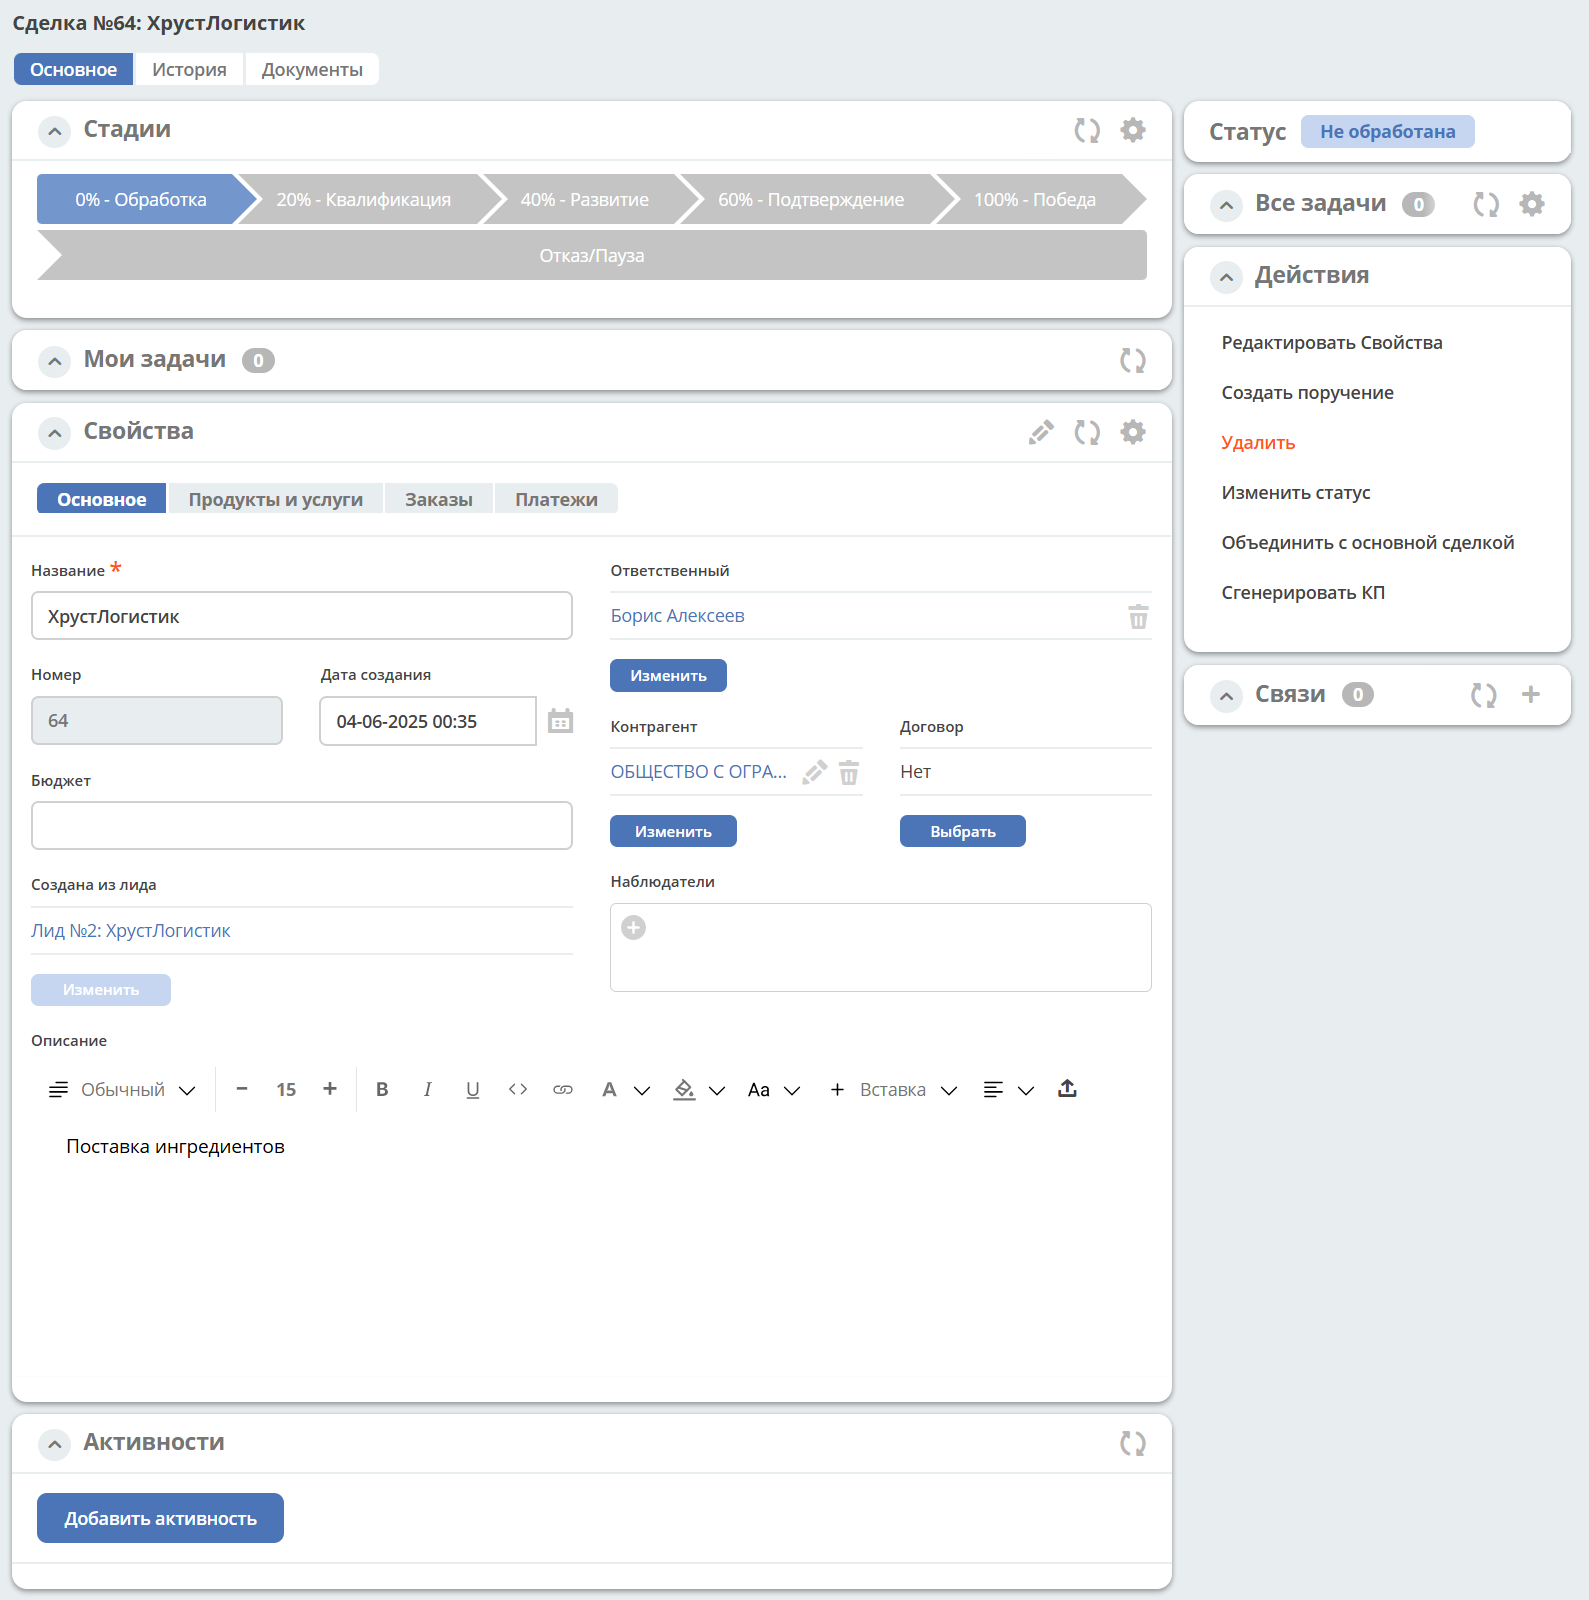 Сделка №64: ХрустЛогистик
Основное История Документы
Стадии
0% - Обработка 20% - Квалификация 40% - Развитие 60% - Подтверждение 100% - Победа
Отказ/Пауза
Мои задачи 0
Свойства
Основное Продукты и услуги Заказы Платежи
Название *
ХрустЛогистик
Номер Дата создания
64 04-06-2025 00:35
Бюджет
Создана из лида
Лид №2: ХрустЛогистик
Изменить
Ответственный
Борис Алексеев
Изменить
Контрагент Договор
ОБЩЕСТВО С ОГРА... Нет
Изменить Выбрать
Наблюдатели
Описание
Обычный − 15 + B I U <> A Aa + Вставка
Поставка ингредиентов
Активности
Добавить активность
Статус Не обработана
Все задачи 0
Действия
Редактировать Свойства
Создать поручение
Удалить
Изменить статус
Объединить с основной сделкой
Сгенерировать КП
Связи 0 +